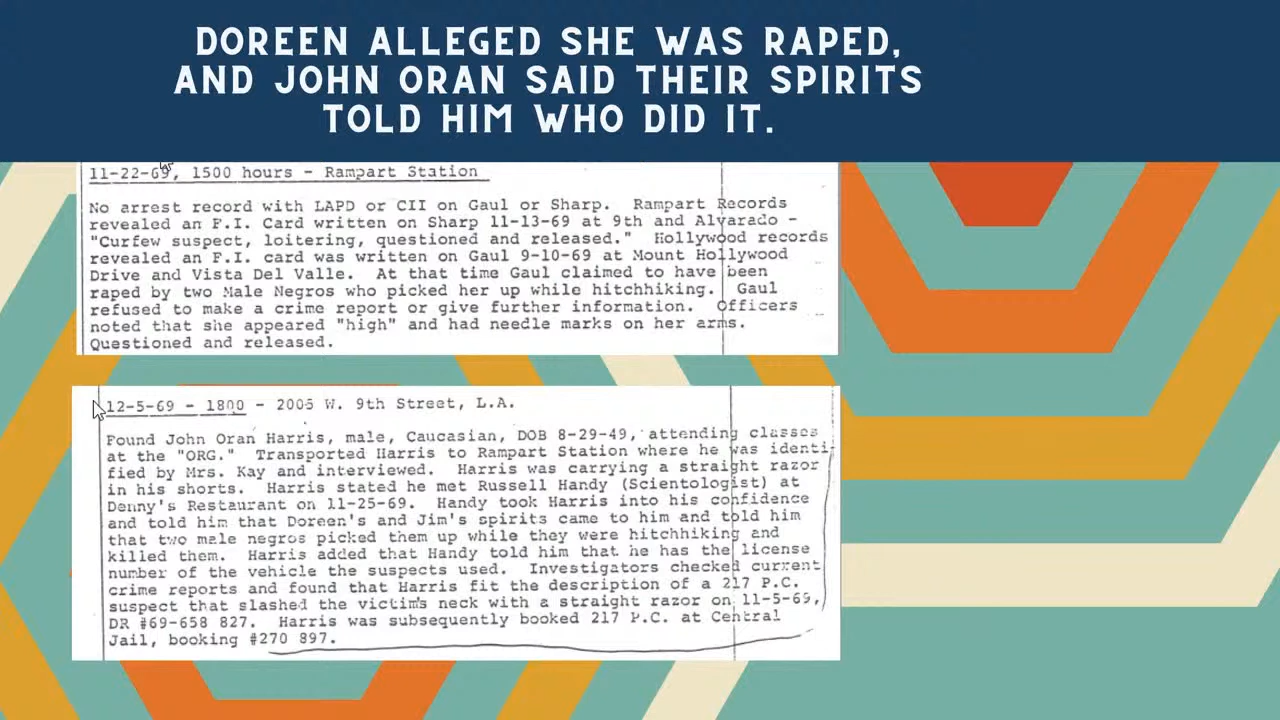 DOREEN ALLEGED SHE WAS RAPED,
AND JOHN ORAN SAID THEIR SPIRITS
TOLD HIM WHO DID IT.
11-22-69, 1500 hours - Rampart Station
No arrest record with LAPD or CII on Gaul or Sharp. Rampart Records
revealed an F.I. Card written on Sharp 11-13-69 at 9th and Alvarado -
"Curfew suspect, loitering, questioned and released." Hollywood records
revealed an F.I. card was written on Gaul 9-10-69 at Mount Hollywood
Drive and Vista Del Valle. At that time Gaul claimed to have been
raped by two Male Negros who picked her up while hitchhiking. Gaul
refused to make a crime report or give further information. Officers
noted that she appeared "high" and had needle marks on her arms.
Questioned and released.
12-5-69 - 1800 - 2005 W. 9th Street, L.A.
Found John Oran Harris, male, Caucasian, DOB 8-29-49, attending classes
at the "ORG." Transported Harris to Rampart Station where he was identi
fied by Mrs. Kay and interviewed. Harris was carrying a straight razor
in his shorts. Harris stated he met Russell Handy (Scientologist) at
Denny's Restaurant on 11-25-69. Handy took Harris into his confidence
and told him that Doreen's and Jim's spirits came to him and told him
that two male negros picked them up while they were hitchhiking and
killed them. Harris added that Handy told him that he has the license
number of the vehicle the suspects used. Investigators checked current
crime reports and found that Harris fit the description of a 217 P.C.
suspect that slashed the victim's neck with a straight razor on 11-5-69,
DR #69-658 827. Harris was subsequently booked 217 P.C. at Central
Jail, booking #270 897.